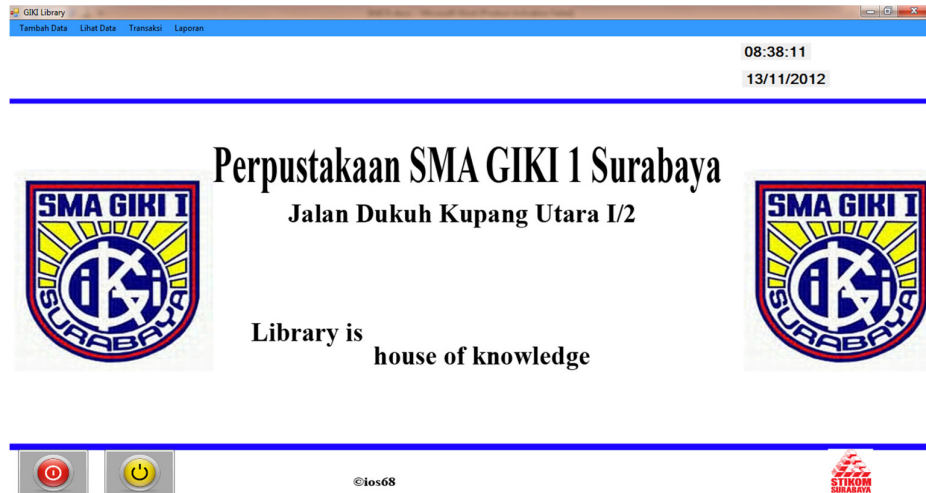 GIKI Library
Tambah Data Lihat Data Transaksi Laporan
08:38:11
13/11/2012
Perpustakaan SMA GIKI 1 Surabaya
Jalan Dukuh Kupang Utara I/2
SMA GIKI I
GIKI
SURABAYA
SMA GIKI I
GIKI
SURABAYA
Library is
house of knowledge
©ios68
STIKOM
SURABAYA